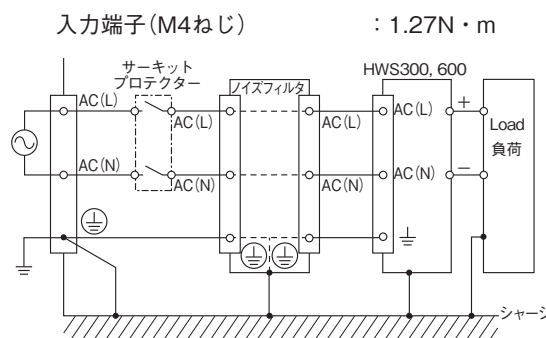 入力端子(M4ねじ) : 1.27N・m
サーキット
プロテクター
ノイズフィルタ
HWS300, 600
AC(L)
AC(L)
AC(L)
AC(L)
+
Load
負荷
AC(N)
AC(N)
AC(N)
AC(N)
−
シャーシ